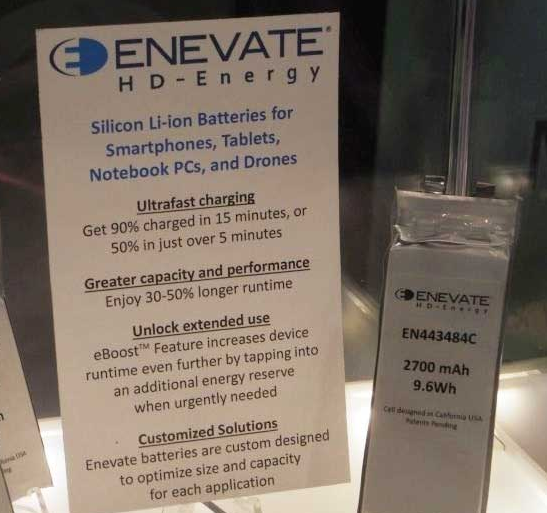 ENEVATE®
HD-Energy
Silicon Li-ion Batteries for
Smartphones, Tablets,
Notebook PCs, and Drones
Ultrafast charging
Get 90% charged in 15 minutes, or
50% in just over 5 minutes
Greater capacity and performance
Enjoy 30-50% longer runtime
Unlock extended use
eBoost™ Feature increases device
runtime even further by tapping into
an additional energy reserve
when urgently needed
Customized Solutions
Enevate batteries are custom designed
to optimize size and capacity
for each application
ENEVATE
HD-Energy
EN443484C
2700 mAh
9.6Wh
Cell designed in California USA
Patents Pending